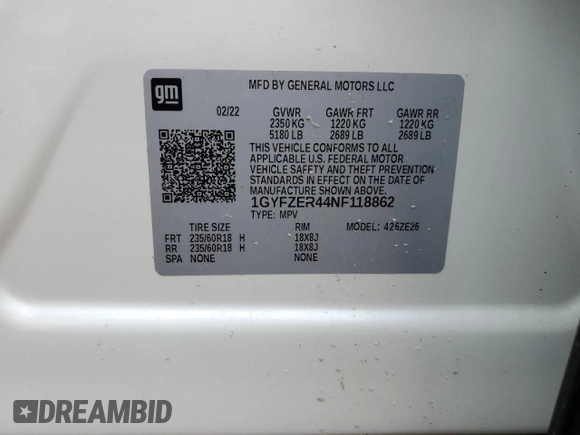 gm
MFD BY GENERAL MOTORS LLC
02/22 GVWR GAWR FRT GAWR RR
2350 KG 1220 KG 1220 KG
5180 LB 2689 LB 2689 LB
THIS VEHICLE CONFORMS TO ALL
APPLICABLE U.S. FEDERAL MOTOR
VEHICLE SAFETY AND THEFT PREVENTION
STANDARDS IN EFFECT ON THE DATE OF
MANUFACTURE SHOWN ABOVE.
1GYFZER44NF118862
TYPE: MPV
TIRE SIZE RIM MODEL: 426ZE26
FRT 235/60R18 H 18X8J
RR 235/60R18 H 18X8J
SPA NONE NONE
DREAMBID